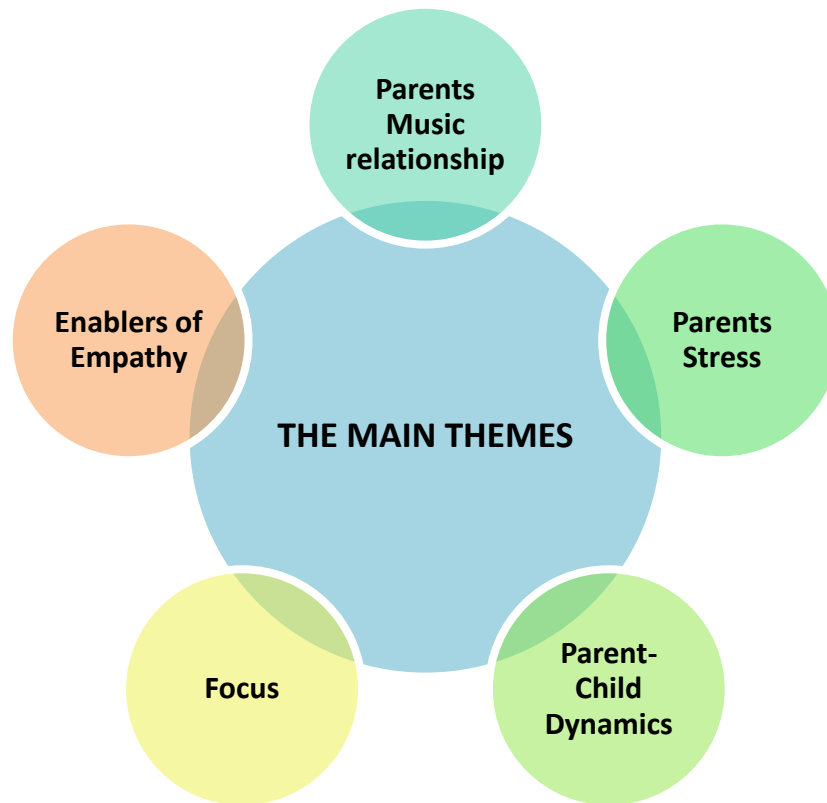 Parents
Music
relationship
Enablers of
Empathy
Parents
Stress
THE MAIN THEMES
Focus
Parent-
Child
Dynamics